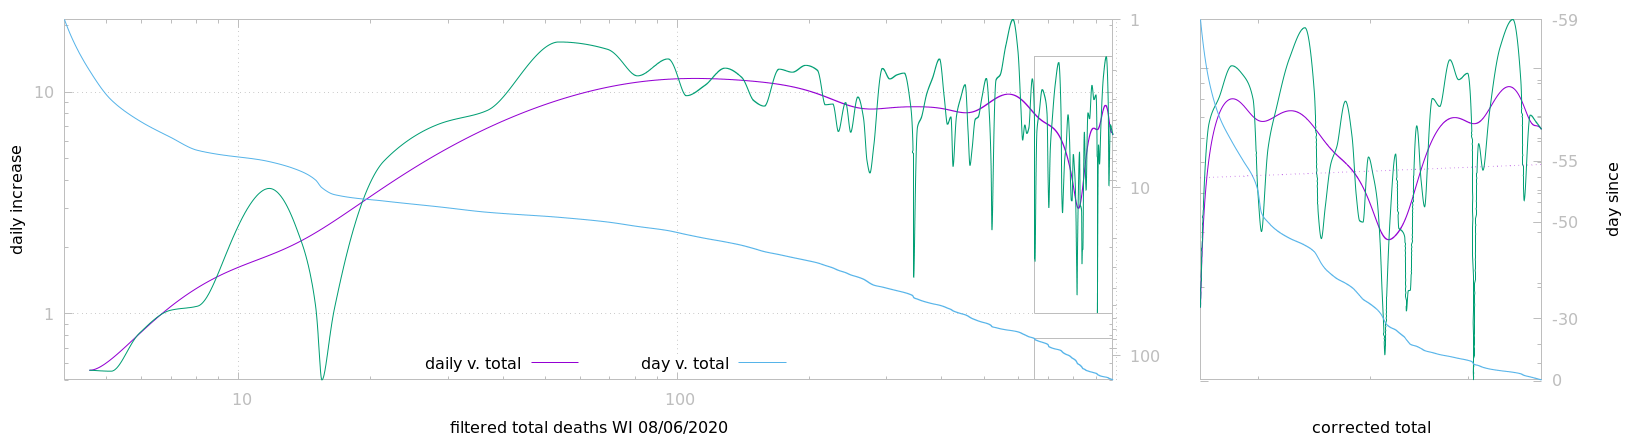 daily increase
10
1
daily v. total
day v. total
1
10
100
10
100
filtered total deaths WI 08/06/2020
-59
-55
-50
-30
0
day since
corrected total